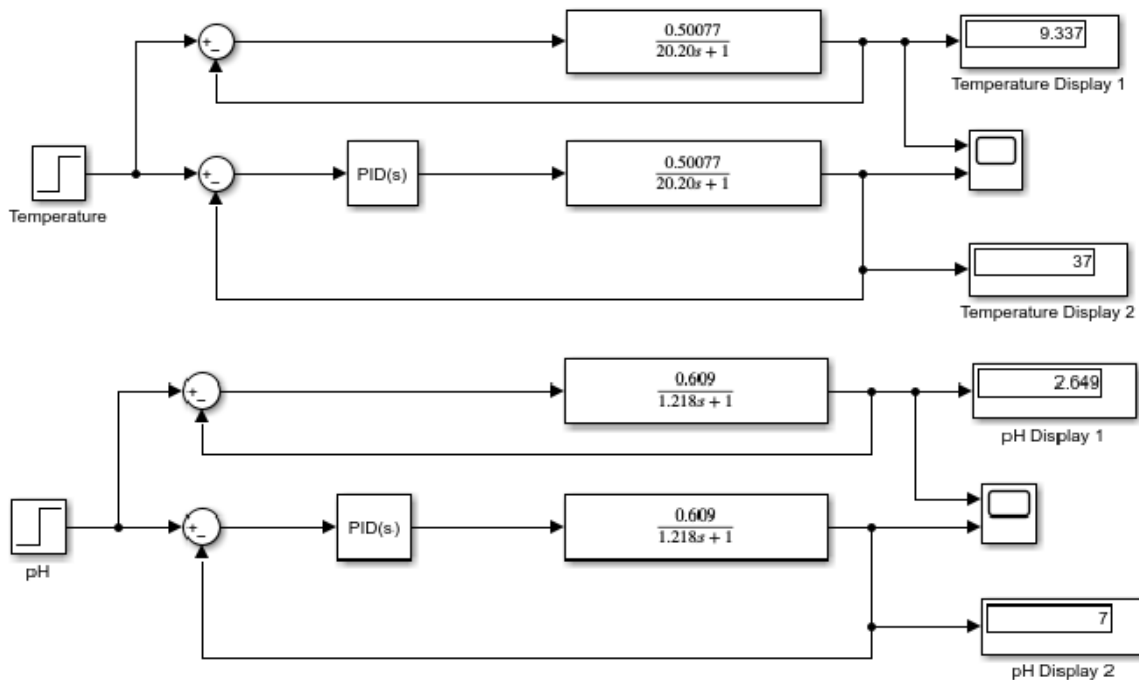 0.50077
20.20s + 1
9.337
Temperature Display 1
PID(s)
0.50077
20.20s + 1
Temperature
37
Temperature Display 2
0.609
1.218s + 1
2.649
pH Display 1
PID(s)
0.609
1.218s + 1
pH
7
pH Display 2